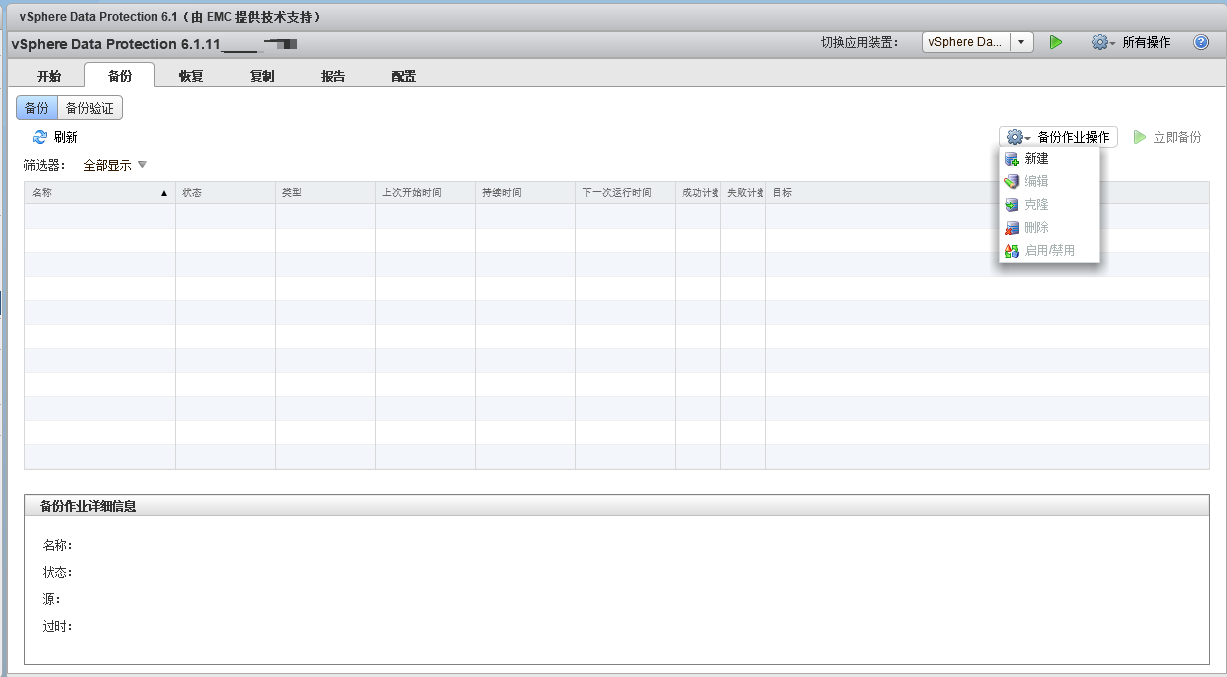 vSphere Data Protection 6.1（由 EMC 提供技术支持）
vSphere Data Protection 6.1.11
切换应用装置： vSphere Da... 所有操作
开始 备份 恢复 复制 报告 配置
备份 备份验证
刷新 备份作业操作 立即备份
筛选器： 全部显示
新建
编辑
克隆
删除
启用/禁用
名称 状态 类型 上次开始时间 持续时间 下一次运行时间 成功计数 失败计数 目标
备份作业详细信息
名称：
状态：
源：
过时：